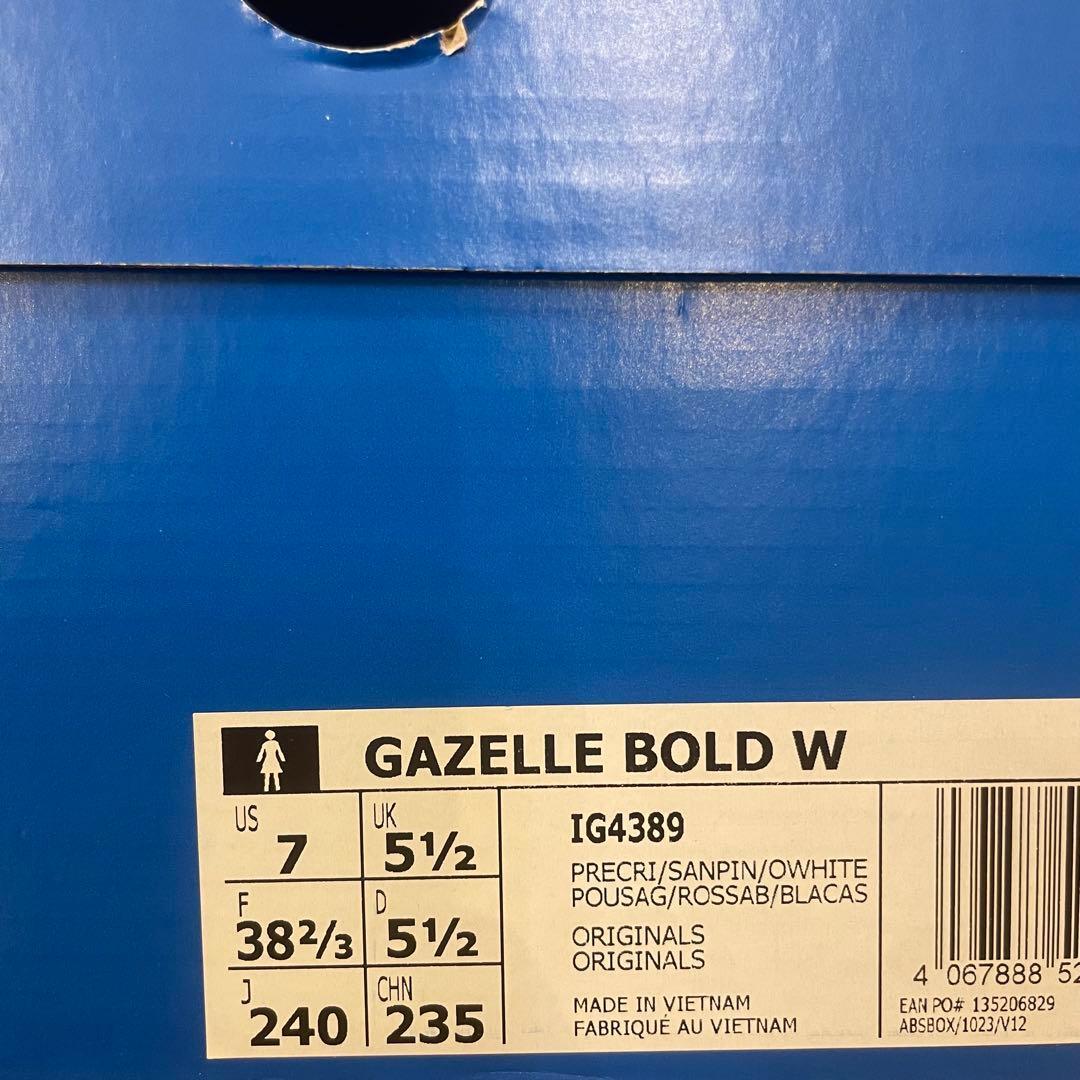 GAZELLE BOLD W
US 7 UK 5½
F 38⅔ D 5½
J 240 CHN 235
IG4389
PRECRI/SANPIN/OWHITE
POUSAG/ROSSAB/BLACAS
ORIGINALS
ORIGINALS
MADE IN VIETNAM
FABRIQUÉ AU VIETNAM
4 067888 52
EAN PO# 135206829
ABSBOX/1023/V12